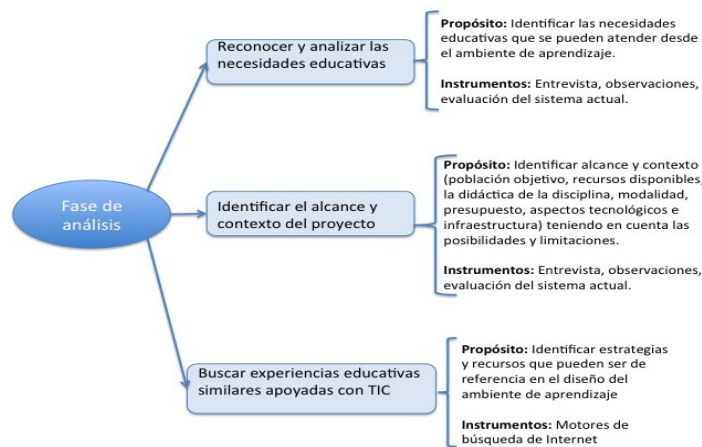 Fase de
análisis
Reconocer y analizar las
necesidades educativas
Propósito: Identificar las necesidades
educativas que se pueden atender desde
el ambiente de aprendizaje.
Instrumentos: Entrevista, observaciones,
evaluación del sistema actual.
Identificar el alcance y
contexto del proyecto
Propósito: Identificar alcance y contexto
(población objetivo, recursos disponibles,
la didáctica de la disciplina, modalidad,
presupuesto, aspectos tecnológicos e
infraestructura) teniendo en cuenta las
posibilidades y limitaciones.
Instrumentos: Entrevista, observaciones,
evaluación del sistema actual.
Buscar experiencias educativas
similares apoyadas con TIC
Propósito: Identificar estrategias
y recursos que pueden ser de
referencia en el diseño del
ambiente de aprendizaje
Instrumentos: Motores de
búsqueda de Internet